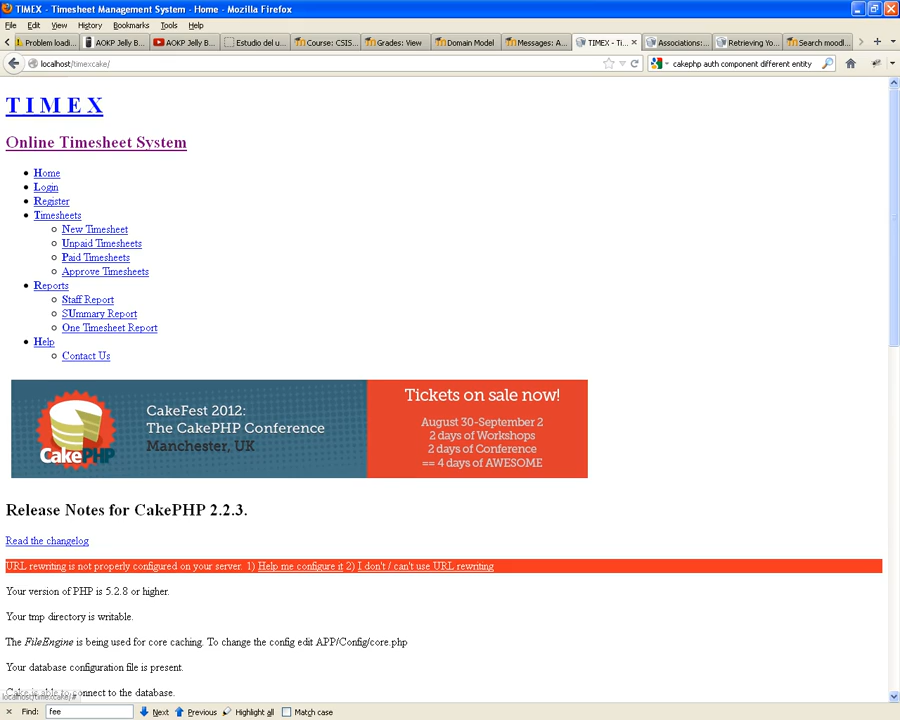 TIMEX - Timesheet Management System - Home - Mozilla Firefox
File Edit View History Bookmarks Tools Help
Problem loadi... AOKP Jelly B... AOKP Jelly B... Estudio del u... Course: CSIS... Grades: View Domain Model Messages: A... TIMEX - Ti... Associations:... Retrieving Yo... Search moodl...
localhost/timexcake/ cakephp auth component different entity
T I M E X
Online Timesheet System
Home
Login
Register
Timesheets
New Timesheet
Unpaid Timesheets
Paid Timesheets
Approve Timesheets
Reports
Staff Report
SUmmary Report
One Timesheet Report
Help
Contact Us
CakePHP
CakeFest 2012:
The CakePHP Conference
Manchester, UK
Tickets on sale now!
August 30-September 2
2 days of Workshops
2 days of Conference
== 4 days of AWESOME
Release Notes for CakePHP 2.2.3.
Read the changelog
URL rewriting is not properly configured on your server. 1) Help me configure it 2) I don't / can't use URL rewriting
Your version of PHP is 5.2.8 or higher.
Your tmp directory is writable.
The FileEngine is being used for core caching. To change the config edit APP/Config/core.php
Your database configuration file is present.
Cake is able to connect to the database.
localhost/timexcake/#
Find: fee Next Previous Highlight all Match case